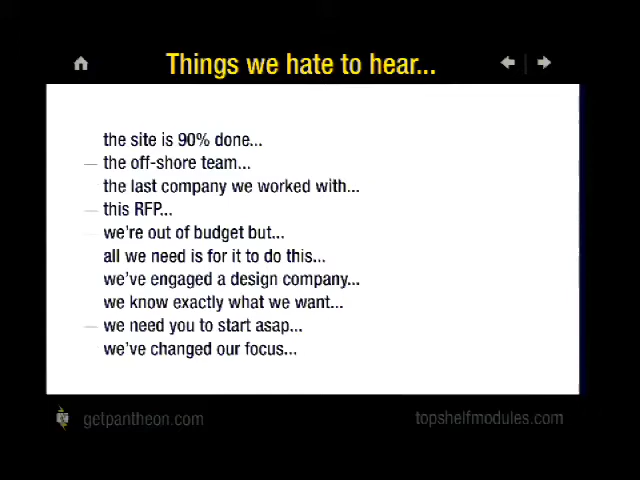 Things we hate to hear...
the site is 90% done...
— the off-shore team...
the last company we worked with...
— this RFP...
— we're out of budget but...
all we need is for it to do this...
we've engaged a design company...
we know exactly what we want...
— we need you to start asap...
we've changed our focus...
getpantheon.com
topshelfmodules.com